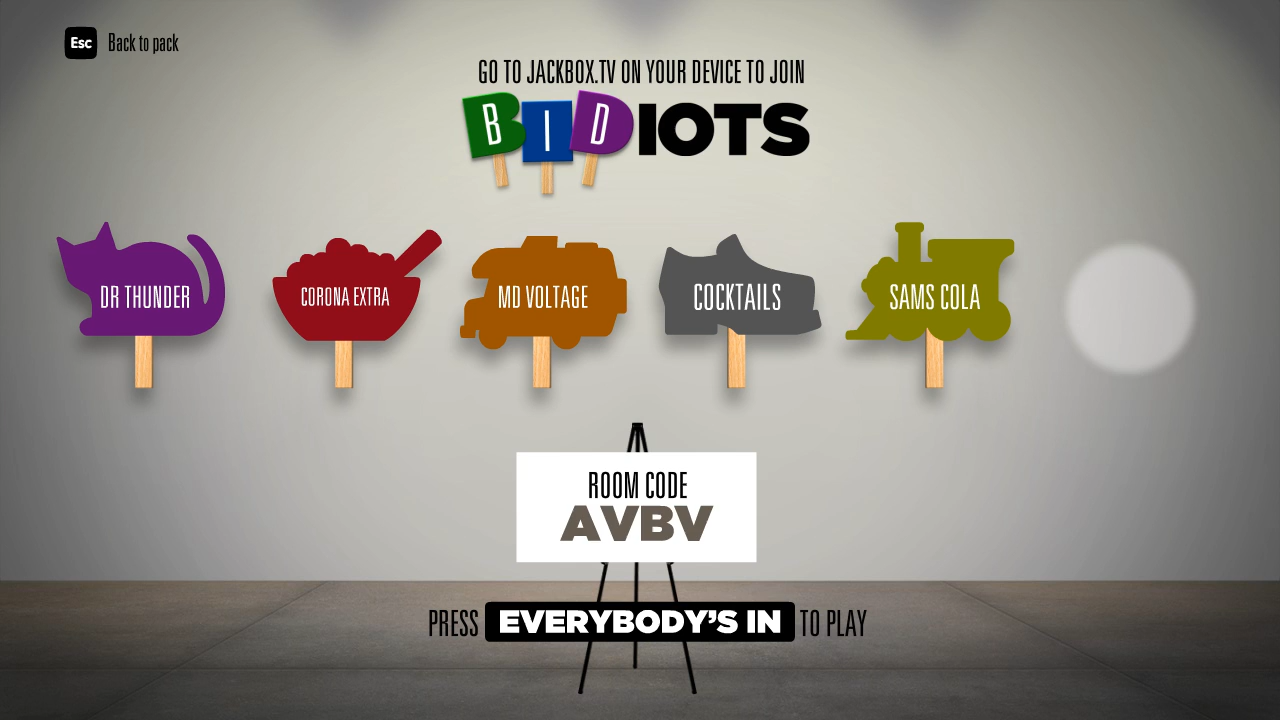 Esc Back to pack
GO TO JACKBOX.TV ON YOUR DEVICE TO JOIN
BIDIOTS
DR THUNDER
CORONA EXTRA
MD VOLTAGE
COCKTAILS
SAMS COLA
ROOM CODE
AVBV
PRESS EVERYBODY'S IN TO PLAY